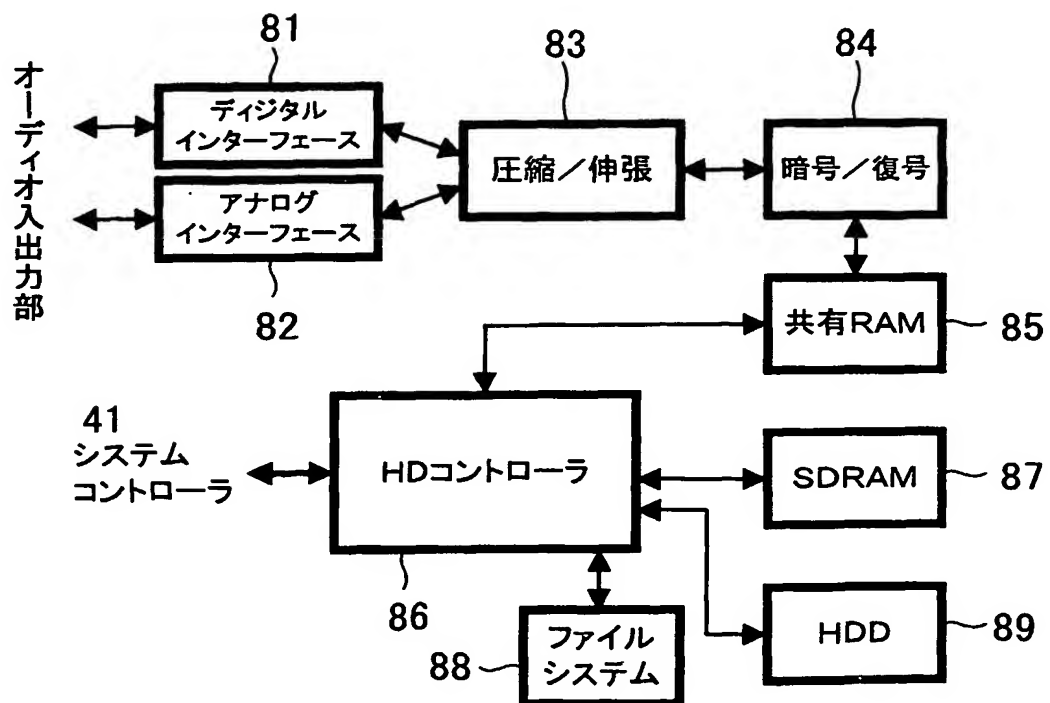 81
83
84
オーディオ入出力部
ディジタル
インターフェース
圧縮／伸張
暗号／復号
アナログ
インターフェース
82
共有RAM
85
41
システム
コントローラ
HDコントローラ
SDRAM
87
86
88
ファイル
システム
HDD
89